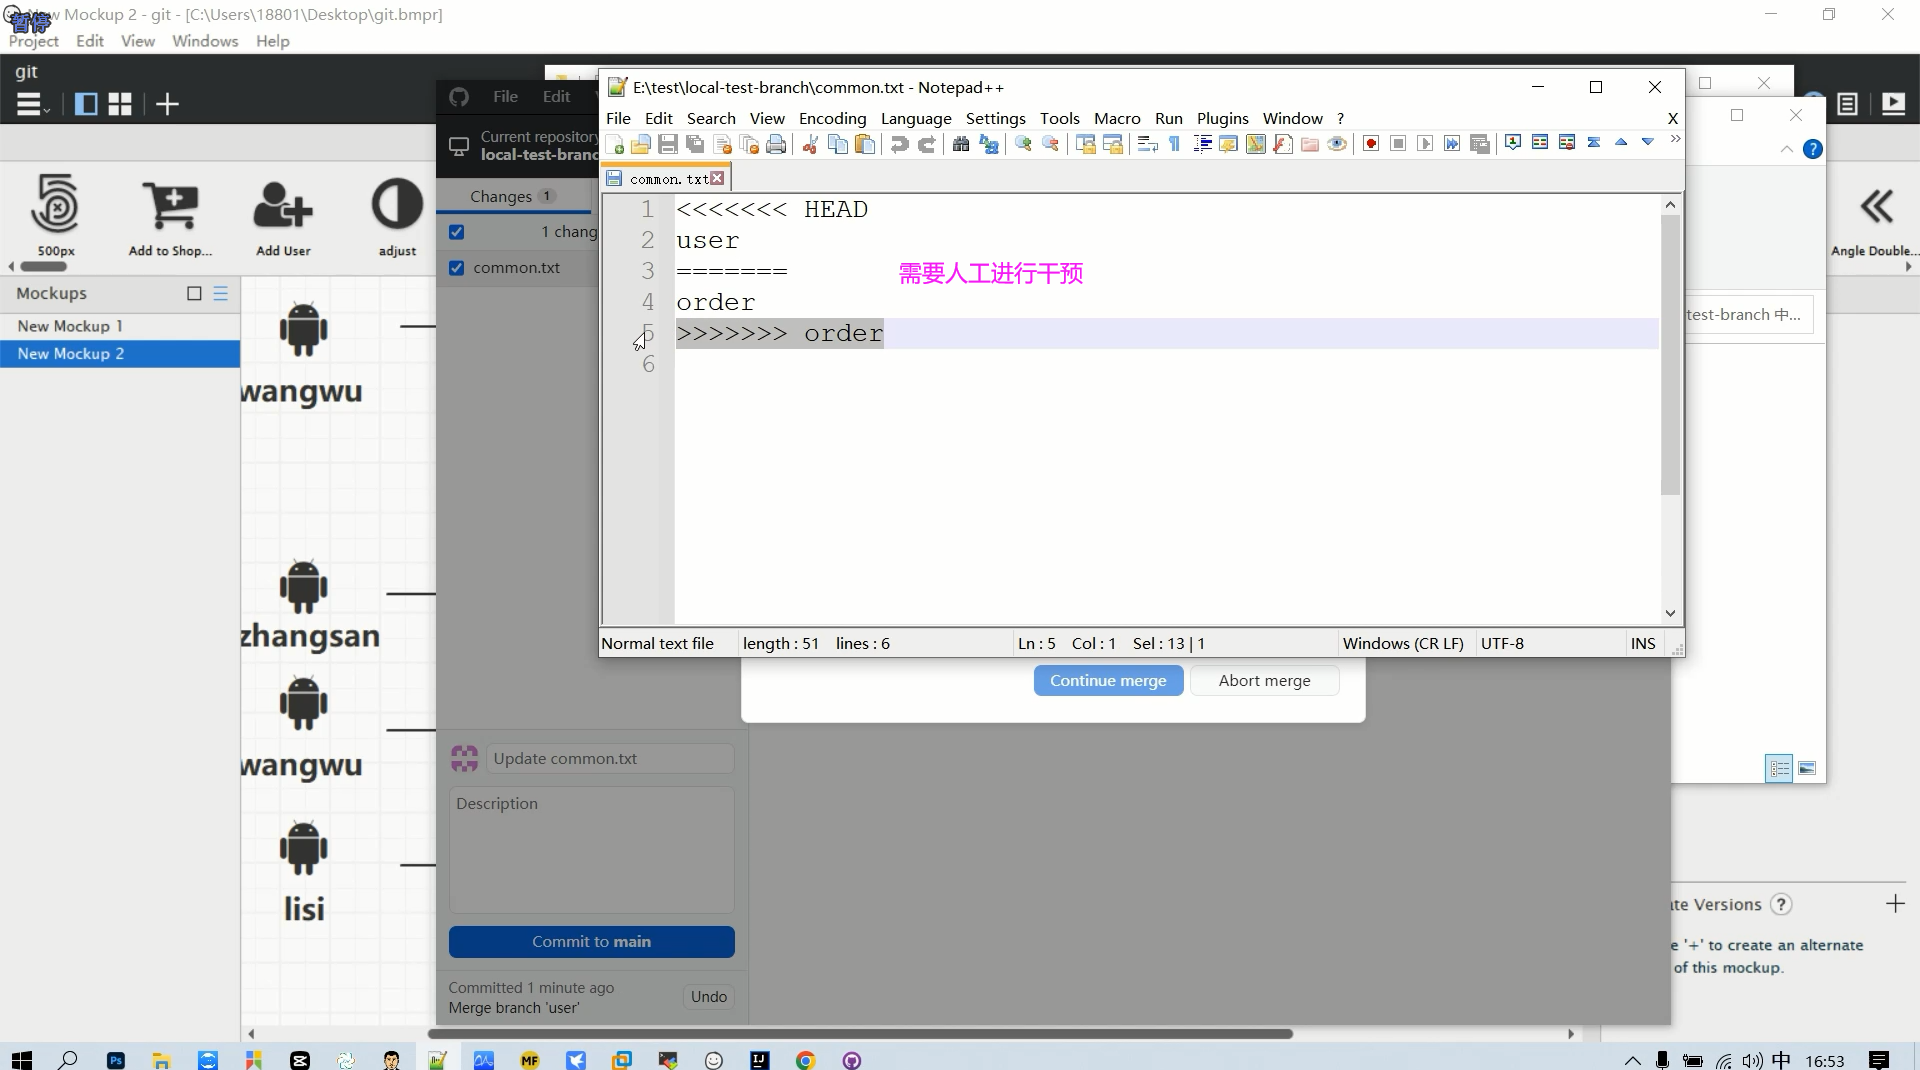 New Mockup 2 - git - [C:\Users\18801\Desktop\git.bmpr]
暂停
Project Edit View Windows Help
git
500px
Add to Shop...
Add User
adjust
Angle Double...
Mockups
New Mockup 1
New Mockup 2
wangwu
zhangsan
wangwu
lisi
File Edit
Current repository
local-test-branc
Changes 1
1 chang
common.txt
Update common.txt
Description
Commit to main
Committed 1 minute ago
Merge branch 'user'
Undo
E:\test\local-test-branch\common.txt - Notepad++
File Edit Search View Encoding Language Settings Tools Macro Run Plugins Window ? X
common.txt
1 <<<<<<< HEAD
2 user
3 =======
需要人工进行干预
4 order
5 >>>>>>> order
6
Normal text file length : 51 lines : 6 Ln : 5 Col : 1 Sel : 13 | 1 Windows (CR LF) UTF-8 INS
Continue merge Abort merge
test-branch 中...
te Versions ?
e '+' to create an alternate
of this mockup.
中 16:53